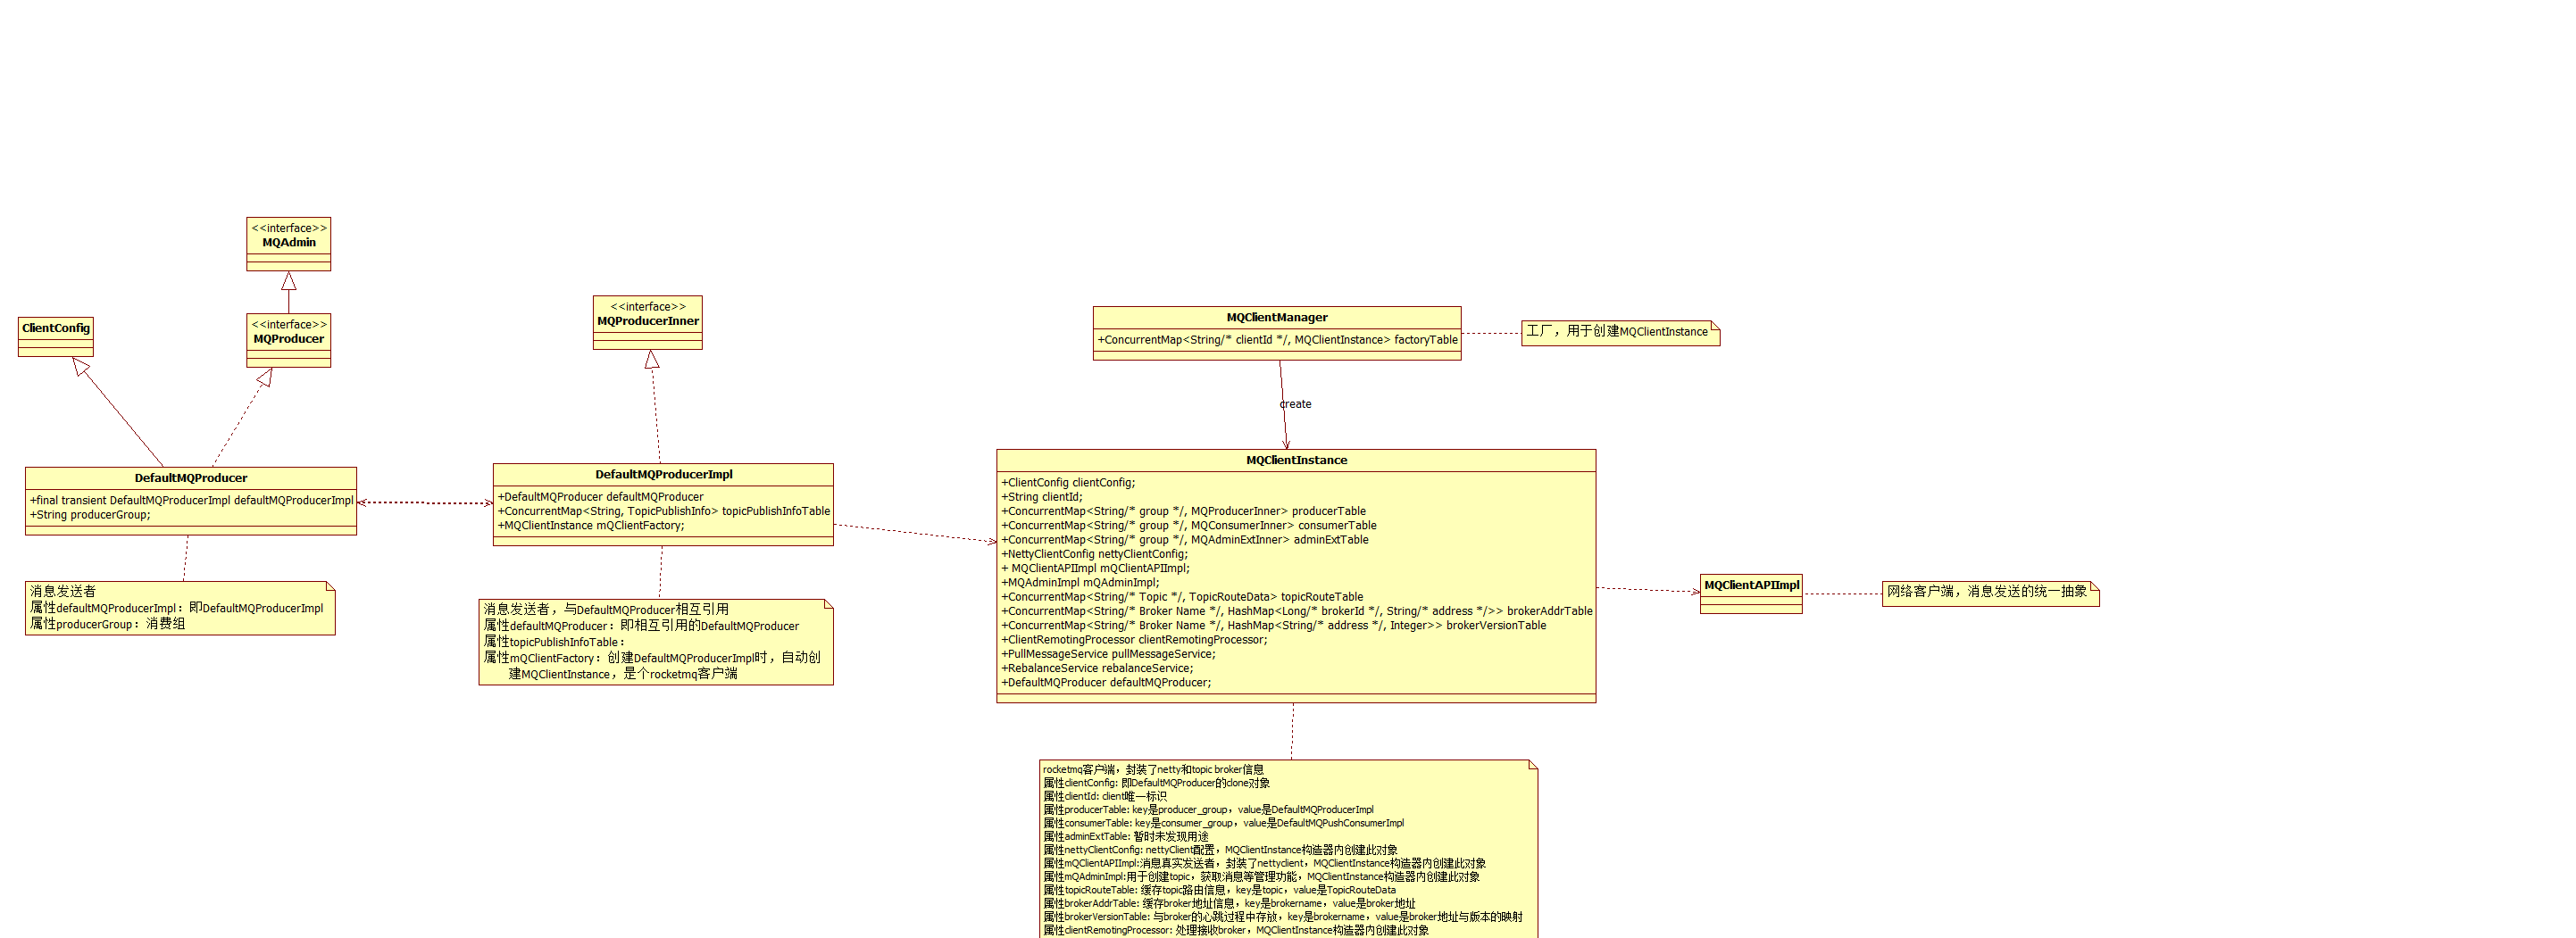 <<interface>>
MQAdmin
ClientConfig
<<interface>>
MQProducer
DefaultMQProducer
+final transient DefaultMQProducerImpl defaultMQProducerImpl
+String producerGroup;
消息发送者
属性defaultMQProducerImpl：即DefaultMQProducerImpl
属性producerGroup：消费组
<<interface>>
MQProducerInner
DefaultMQProducerImpl
+DefaultMQProducer defaultMQProducer
+ConcurrentMap<String, TopicPublishInfo> topicPublishInfoTable
+MQClientInstance mQClientFactory;
消息发送者，与DefaultMQProducer相互引用
属性defaultMQProducer：即相互引用的DefaultMQProducer
属性topicPublishInfoTable：
属性mQClientFactory：创建DefaultMQProducerImpl时，自动创
建MQClientInstance，是个rocketmq客户端
MQClientManager
+ConcurrentMap<String/* clientId */, MQClientInstance> factoryTable
工厂，用于创建MQClientInstance
create
MQClientInstance
+ClientConfig clientConfig;
+String clientId;
+ConcurrentMap<String/* group */, MQProducerInner> producerTable
+ConcurrentMap<String/* group */, MQConsumerInner> consumerTable
+ConcurrentMap<String/* group */, MQAdminExtInner> adminExtTable
+NettyClientConfig nettyClientConfig;
+ MQClientAPIImpl mQClientAPIImpl;
+MQAdminImpl mQAdminImpl;
+ConcurrentMap<String/* Topic */, TopicRouteData> topicRouteTable
+ConcurrentMap<String/* Broker Name */, HashMap<Long/* brokerId */, String/* address */>> brokerAddrTable
+ConcurrentMap<String/* Broker Name */, HashMap<String/* address */, Integer>> brokerVersionTable
+ClientRemotingProcessor clientRemotingProcessor;
+PullMessageService pullMessageService;
+RebalanceService rebalanceService;
+DefaultMQProducer defaultMQProducer;
MQClientAPIImpl
网络客户端，消息发送的统一抽象
rocketmq客户端，封装了netty和topic broker信息
属性clientConfig: 即DefaultMQProducer的clone对象
属性clientId: client唯一标识
属性producerTable: key是producer_group，value是DefaultMQProducerImpl
属性consumerTable: key是consumer_group，value是DefaultMQPushConsumerImpl
属性adminExtTable: 暂时未发现用途
属性nettyClientConfig: nettyClient配置，MQClientInstance构造器内创建此对象
属性mQClientAPIImpl:消息真实发送者，封装了nettyclient，MQClientInstance构造器内创建此对象
属性mQAdminImpl:用于创建topic，获取消息等管理功能，MQClientInstance构造器内创建此对象
属性topicRouteTable: 缓存topic路由信息，key是topic，value是TopicRouteData
属性brokerAddrTable: 缓存broker地址信息，key是brokername，value是broker地址
属性brokerVersionTable: 与broker的心跳过程中存放，key是brokername，value是broker地址与版本的映射
属性clientRemotingProcessor: 处理接收broker，MQClientInstance构造器内创建此对象